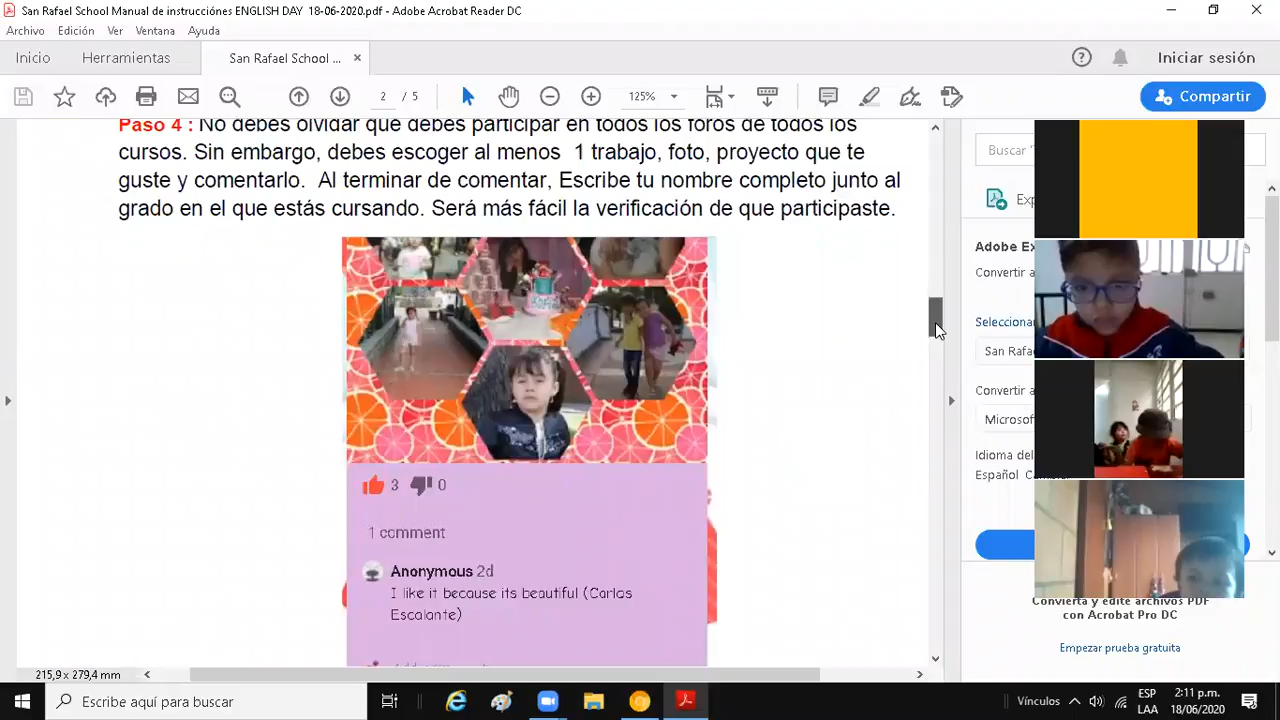 San Rafael School Manual de instrucciónes ENGLISH DAY 18-06-2020.pdf - Adobe Acrobat Reader DC
Archivo Edición Ver Ventana Ayuda
Inicio Herramientas San Rafael School ... × Iniciar sesión
2 / 5 125% Compartir
Paso 4 : No debes olvidar que debes participar en todos los foros de todos los
cursos. Sin embargo, debes escoger al menos 1 trabajo, foto, proyecto que te
guste y comentarlo. Al terminar de comentar, Escribe tu nombre completo junto al
grado en el que estás cursando. Será más fácil la verificación de que participaste.
3 0
1 comment
Anonymous 2d
I like it because its beautiful (Carlos
Escalante)
Buscar
Adobe
Convertir
San
Convertir
Idioma del
Español
Convierta y edite archivos PDF
con Acrobat Pro DC
Empezar prueba gratuita
215,9 x 279,4 mm
Escribe aquí para buscar
Vínculos ESP 2:11 p.m.
LAA 18/06/2020